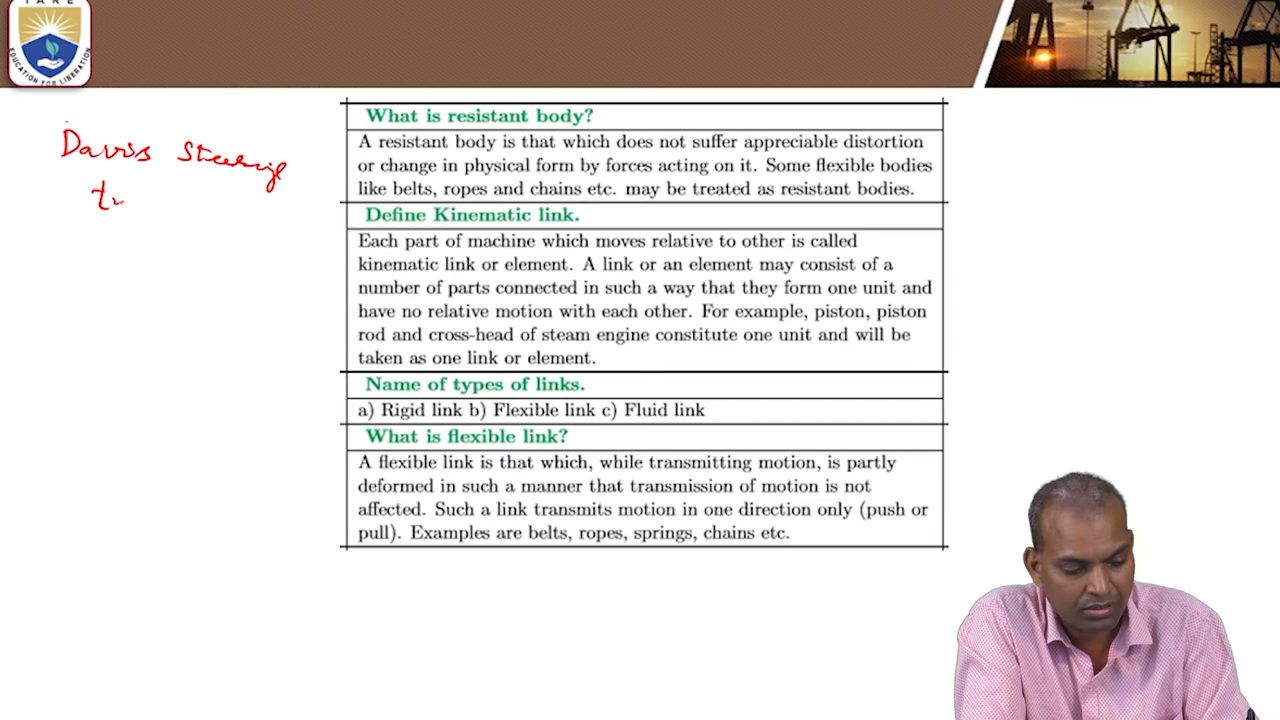 TARE
EDUCATION FOR LIBERATION
Davis Steering
What is resistant body?
A resistant body is that which does not suffer appreciable distortion
or change in physical form by forces acting on it. Some flexible bodies
like belts, ropes and chains etc. may be treated as resistant bodies.
Define Kinematic link.
Each part of machine which moves relative to other is called
kinematic link or element. A link or an element may consist of a
number of parts connected in such a way that they form one unit and
have no relative motion with each other. For example, piston, piston
rod and cross-head of steam engine constitute one unit and will be
taken as one link or element.
Name of types of links.
a) Rigid link b) Flexible link c) Fluid link
What is flexible link?
A flexible link is that which, while transmitting motion, is partly
deformed in such a manner that transmission of motion is not
affected. Such a link transmits motion in one direction only (push or
pull). Examples are belts, ropes, springs, chains etc.